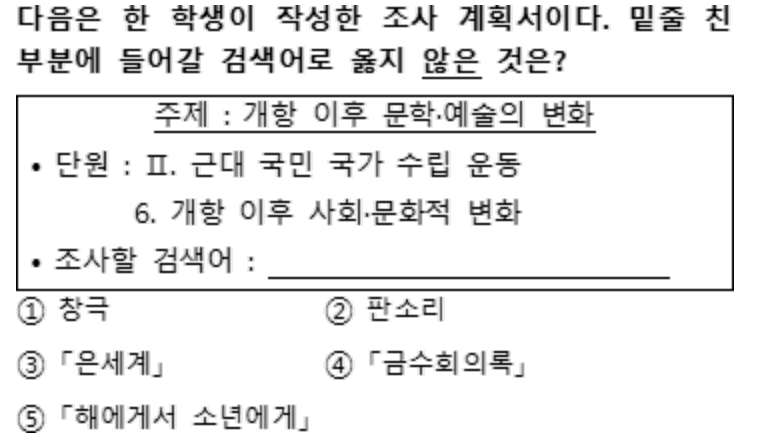 다음은 한 학생이 작성한 조사 계획서이다. 밑줄 친
부분에 들어갈 검색어로 옳지 않은 것은?
주제 : 개항 이후 문학·예술의 변화
• 단원 : Ⅱ. 근대 국민 국가 수립 운동
6. 개항 이후 사회·문화적 변화
• 조사할 검색어 :
① 창극 ② 판소리
③ 「은세계」 ④ 「금수회의록」
⑤ 「해에게서 소년에게」